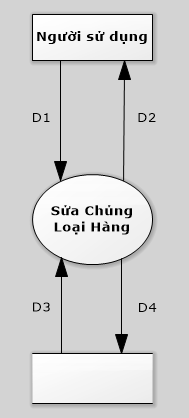 Người sử dụng
D1
D2
Sửa Chủng
Loại Hàng
D3
D4